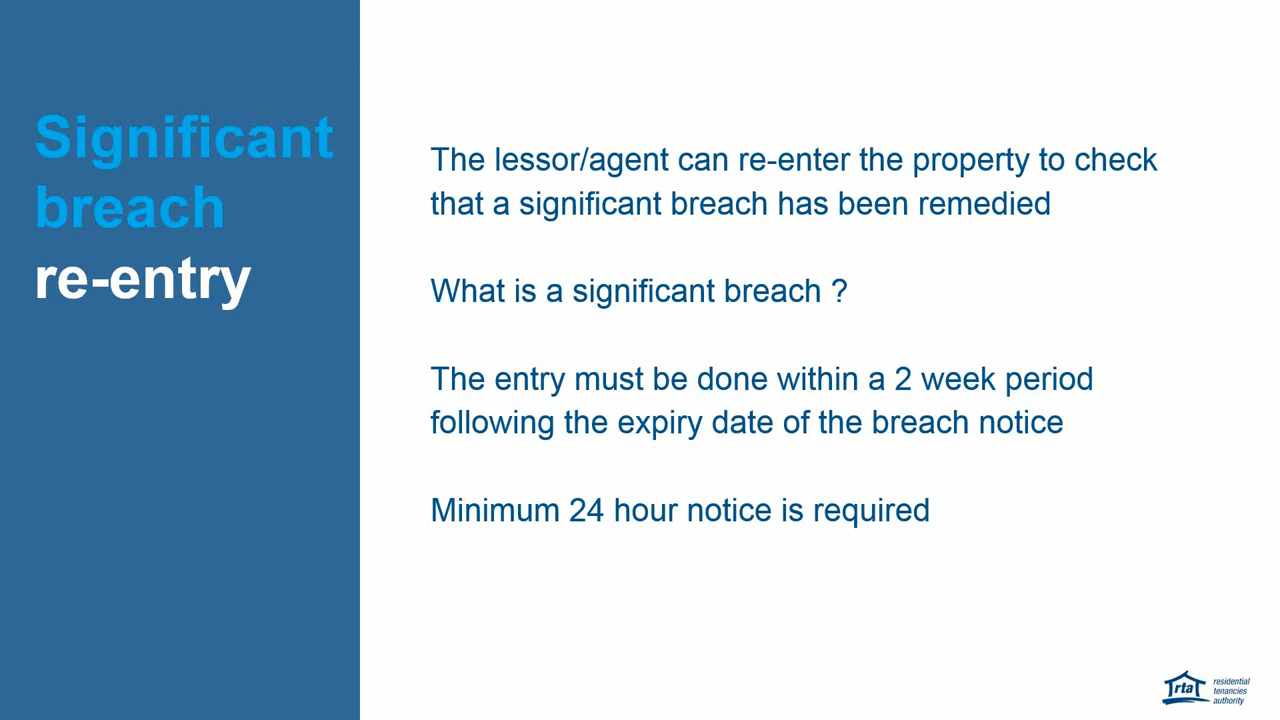 Significant
breach
re-entry
The lessor/agent can re-enter the property to check
that a significant breach has been remedied
What is a significant breach ?
The entry must be done within a 2 week period
following the expiry date of the breach notice
Minimum 24 hour notice is required
rta
residential
tenancies
authority